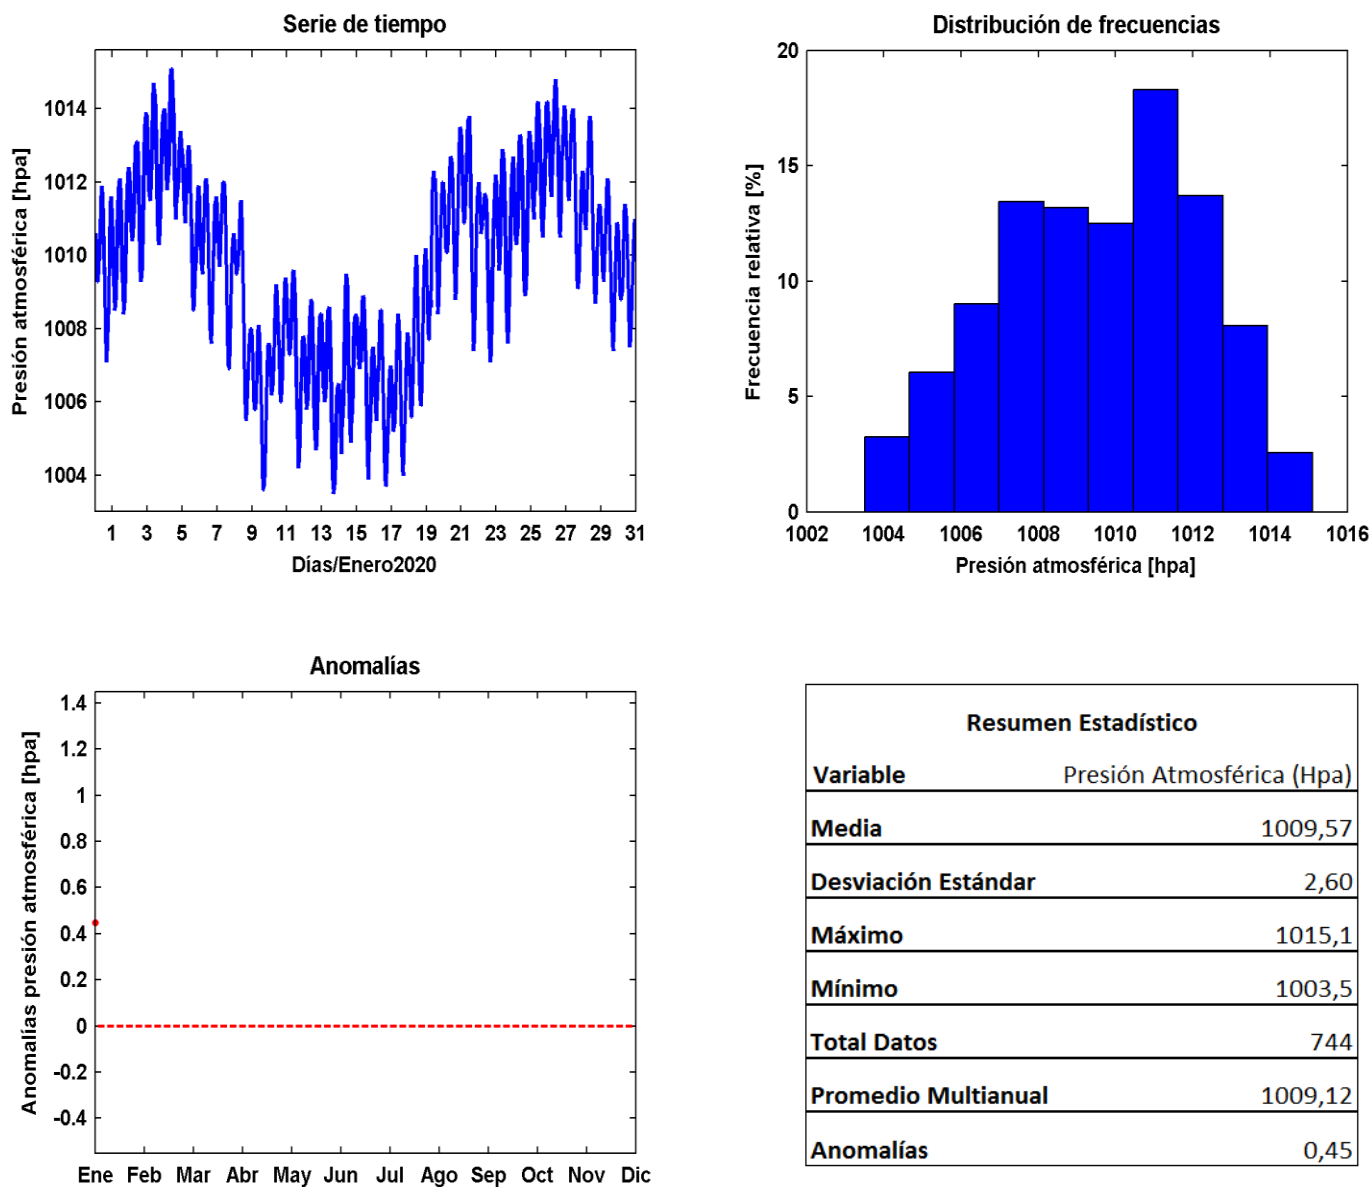 Serie de tiempo
Presión atmosférica [hpa]
1014
1012
1010
1008
1006
1004
1 3 5 7 9 11 13 15 17 19 21 23 25 27 29 31
Días/Enero2020
Distribución de frecuencias
Frecuencia relativa [%]
20
15
10
5
0
1002 1004 1006 1008 1010 1012 1014 1016
Presión atmosférica [hpa]
Anomalías
Anomalías presión atmosférica [hpa]
1.4
1.2
1
0.8
0.6
0.4
0.2
0
-0.2
-0.4
Ene Feb Mar Abr May Jun Jul Ago Sep Oct Nov Dic
Resumen Estadístico
Variable Presión Atmosférica (Hpa)
Media 1009,57
Desviación Estándar 2,60
Máximo 1015,1
Mínimo 1003,5
Total Datos 744
Promedio Multianual 1009,12
Anomalías 0,45